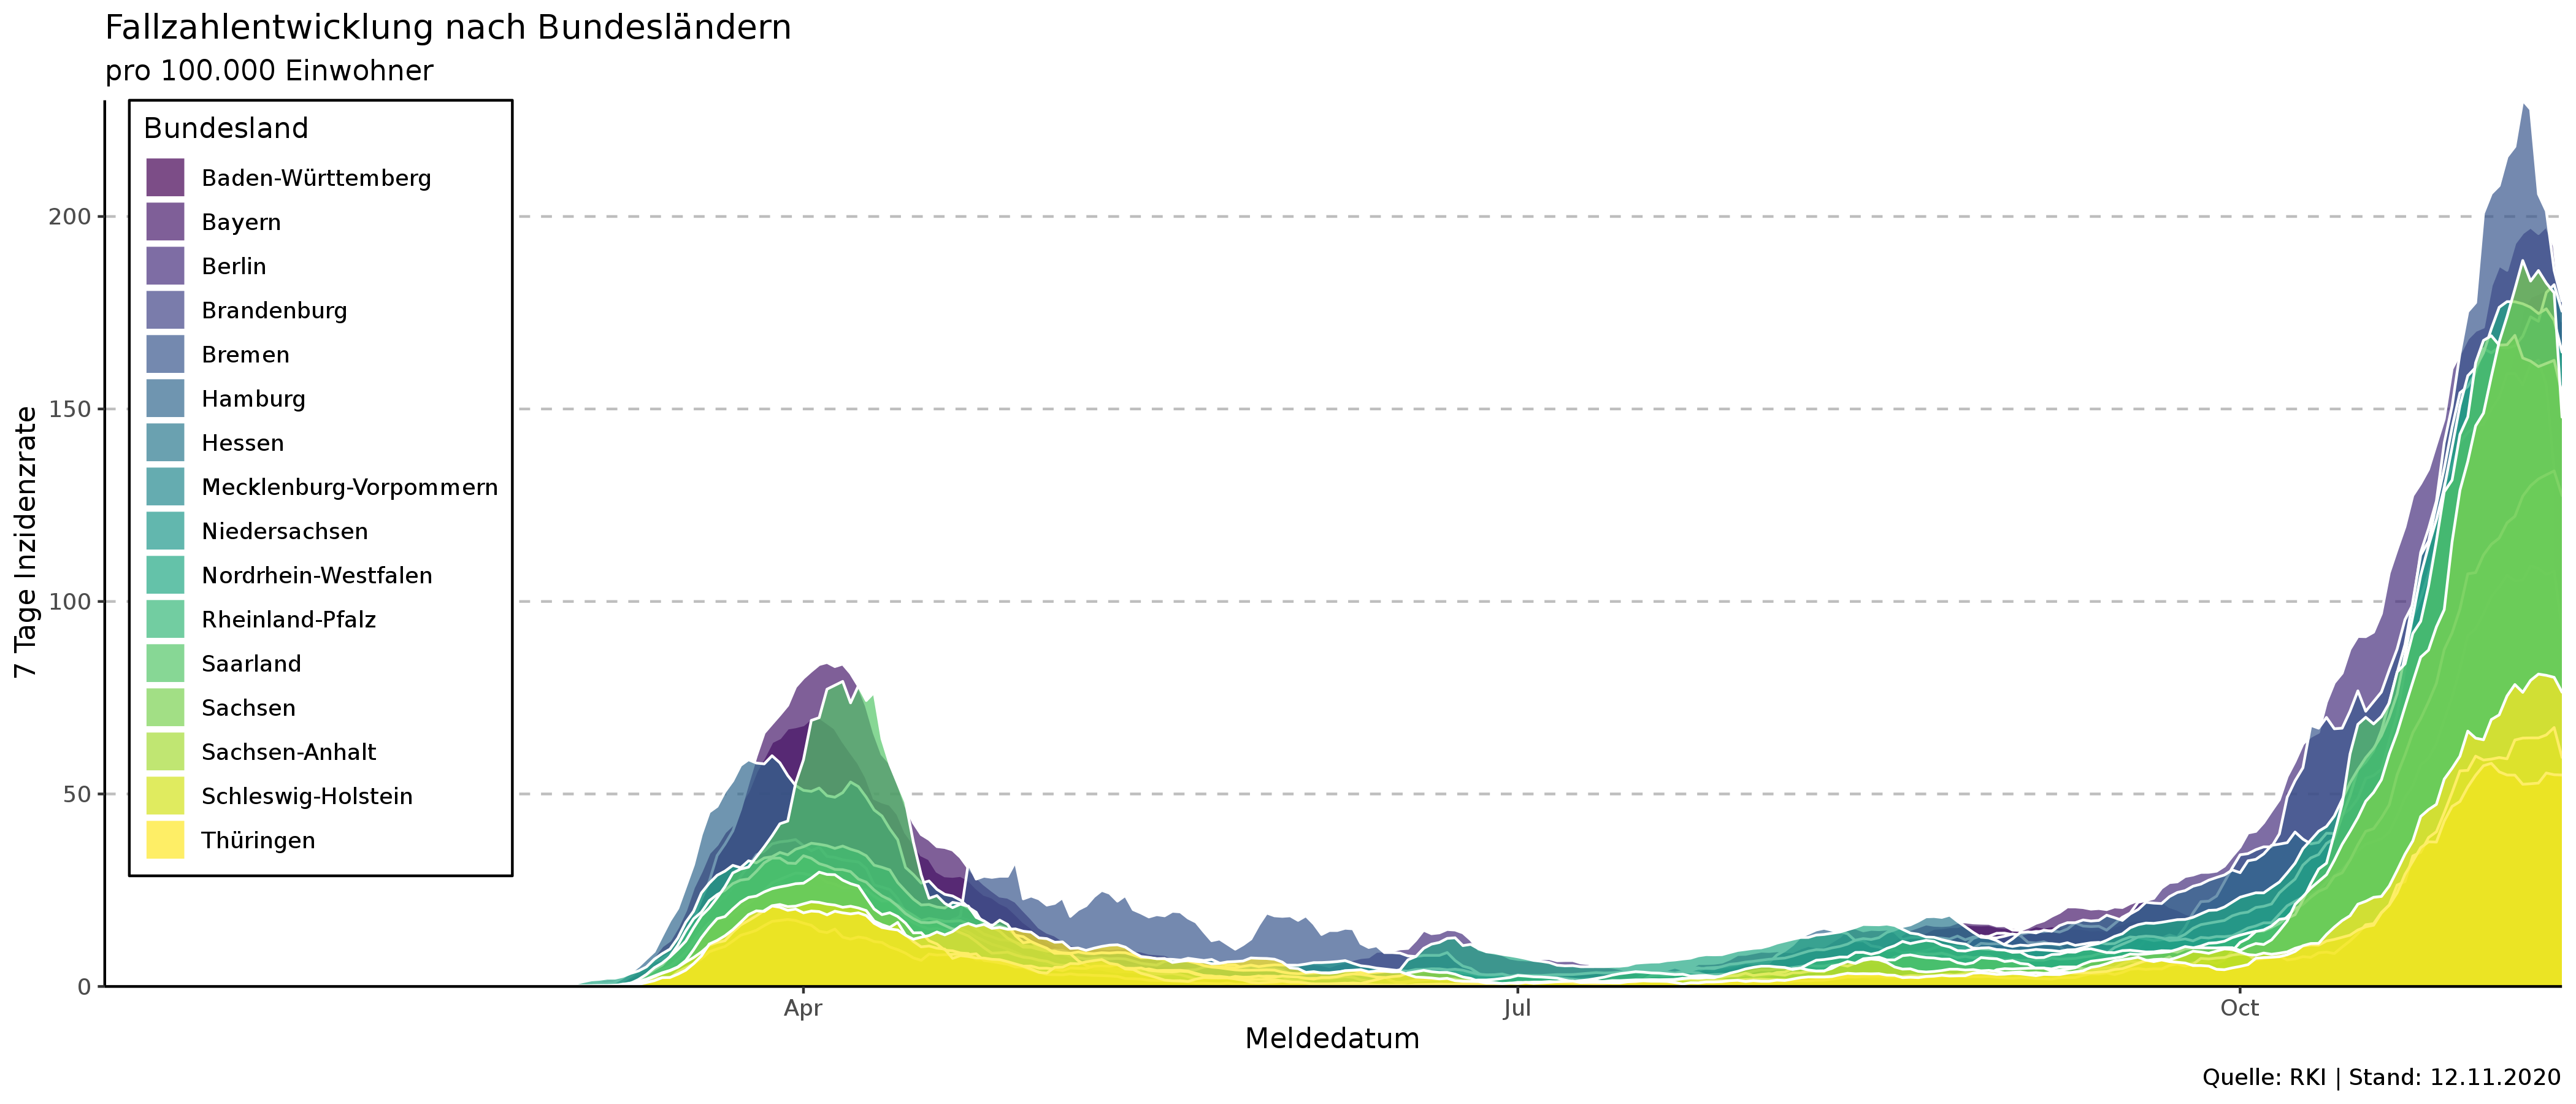 Fallzahlentwicklung nach Bundesländern
pro 100.000 Einwohner
Bundesland
Baden-Württemberg
Bayern
Berlin
Brandenburg
Bremen
Hamburg
Hessen
Mecklenburg-Vorpommern
Niedersachsen
Nordrhein-Westfalen
Rheinland-Pfalz
Saarland
Sachsen
Sachsen-Anhalt
Schleswig-Holstein
Thüringen
7 Tage Inzidenzrate
200
150
100
50
0
Apr
Jul
Oct
Meldedatum
Quelle: RKI | Stand: 12.11.2020